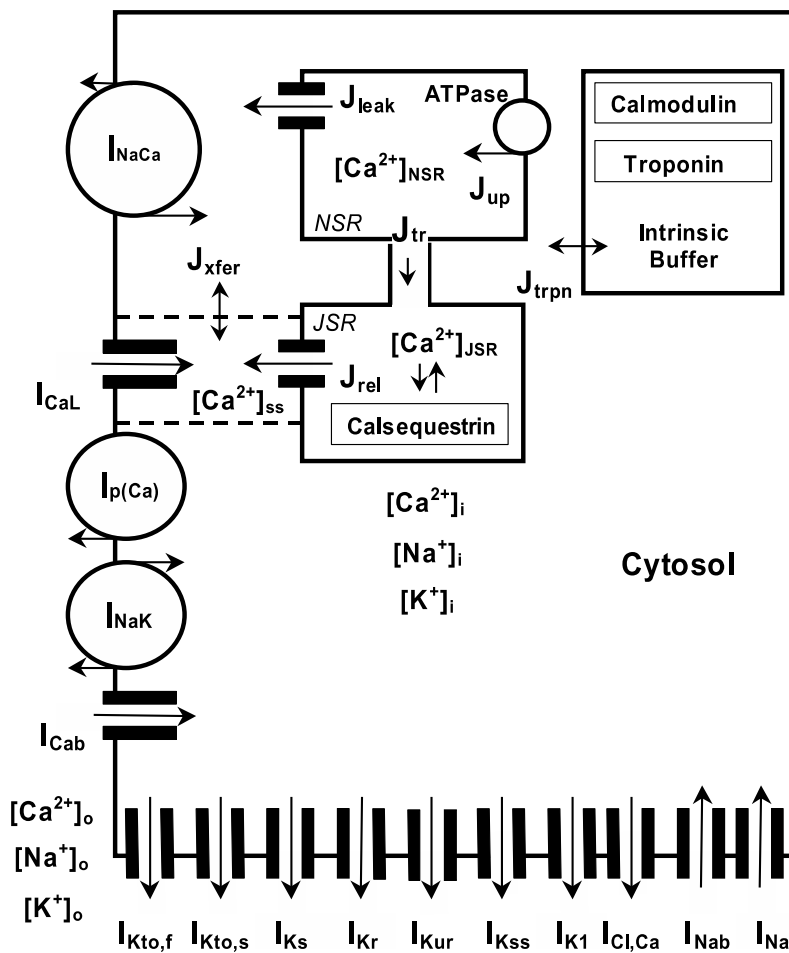 I_NaCa
J_leak
ATPase
[Ca²⁺]_NSR
J_up
NSR
J_tr
Calmodulin
Troponin
Intrinsic
Buffer
J_trpn
J_xfer
JSR
[Ca²⁺]_JSR
J_rel
Calsequestrin
I_CaL
[Ca²⁺]_ss
I_p(Ca)
I_NaK
I_Cab
[Ca²⁺]_i
[Na⁺]_i
[K⁺]_i
Cytosol
[Ca²⁺]_o
[Na⁺]_o
[K⁺]_o
I_Kto,f I_Kto,s I_Ks I_Kr I_Kur I_Kss I_K1 I_Cl,Ca I_Nab I_Na